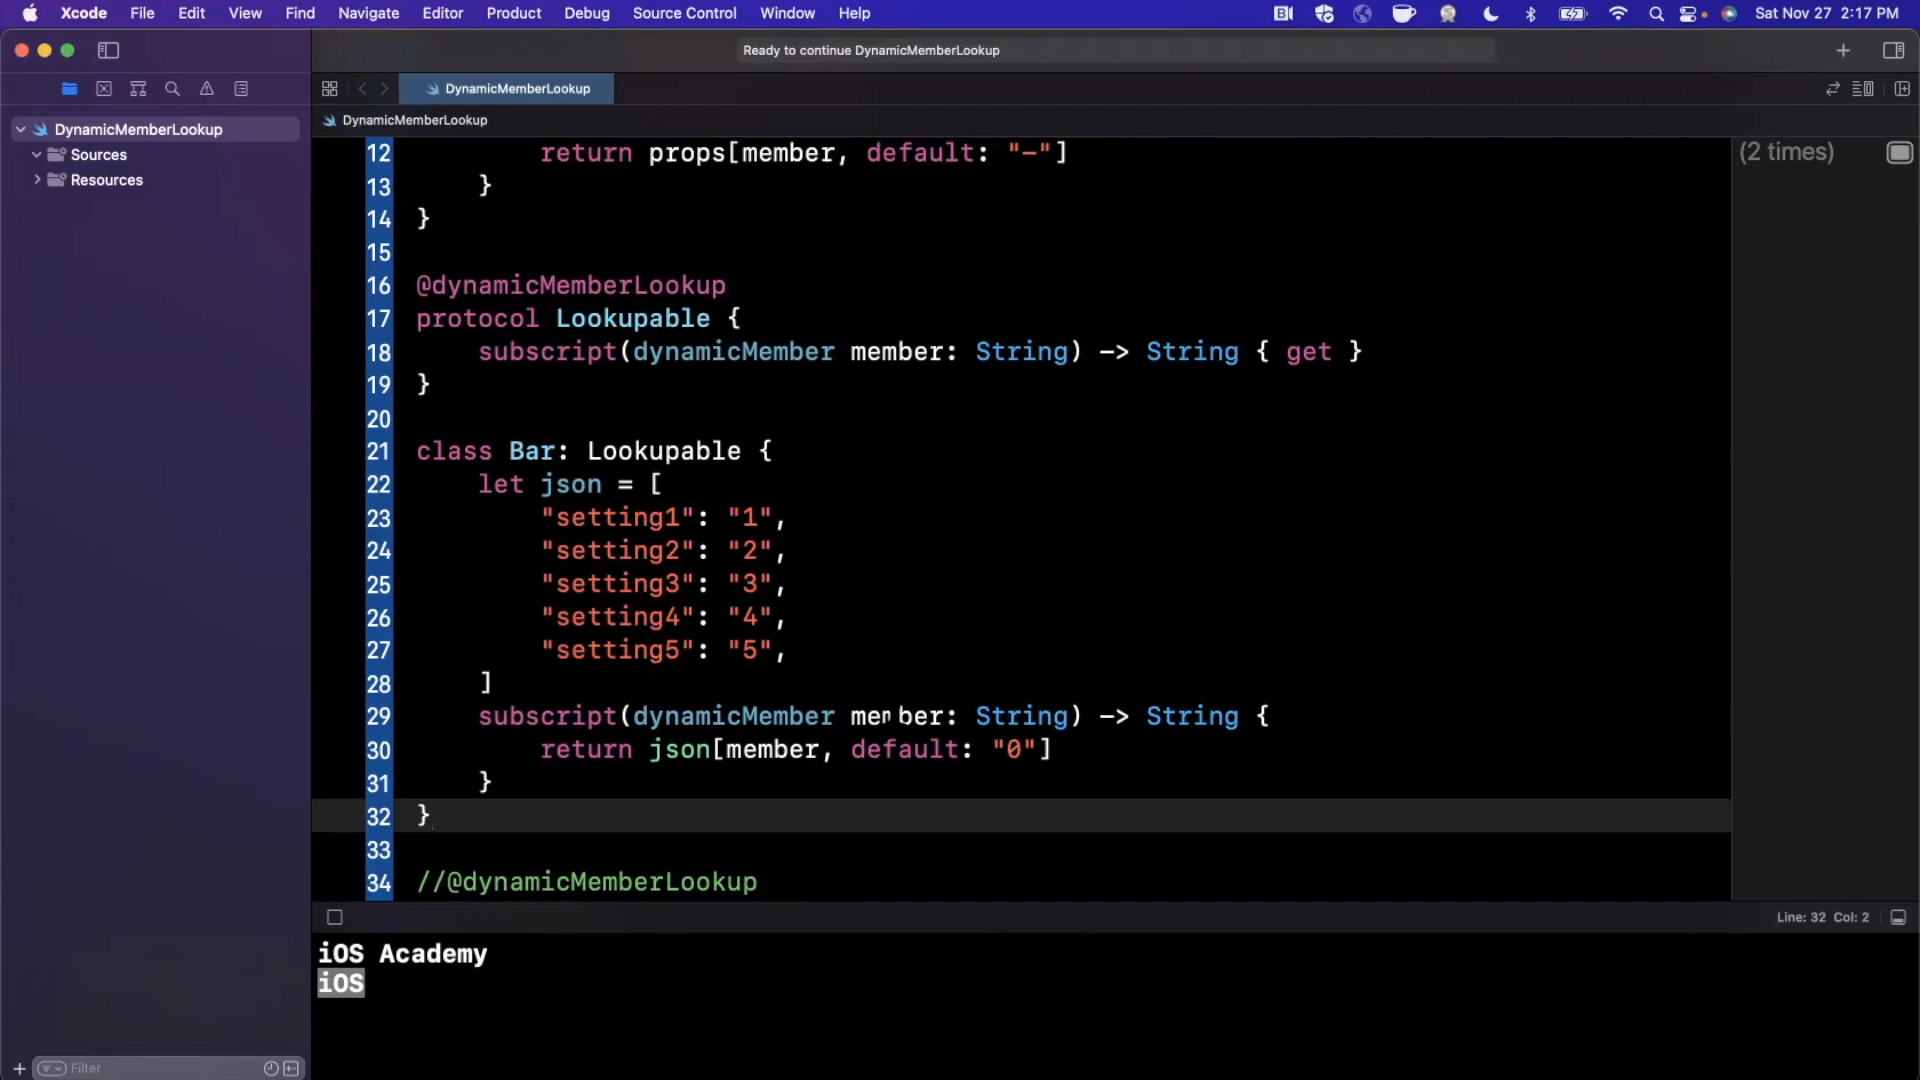 Xcode File Edit View Find Navigate Editor Product Debug Source Control Window Help Sat Nov 27 2:17 PM
Ready to continue DynamicMemberLookup
DynamicMemberLookup
DynamicMemberLookup
DynamicMemberLookup
Sources
Resources
12 return props[member, default: "-"]
(2 times)
13 }
14 }
15
16 @dynamicMemberLookup
17 protocol Lookupable {
18 subscript(dynamicMember member: String) -> String { get }
19 }
20
21 class Bar: Lookupable {
22 let json = [
23 "setting1": "1",
24 "setting2": "2",
25 "setting3": "3",
26 "setting4": "4",
27 "setting5": "5",
28 ]
29 subscript(dynamicMember member: String) -> String {
30 return json[member, default: "0"]
31 }
32 }
33
34 //@dynamicMemberLookup
Line: 32 Col: 2
iOS Academy
iOS
Filter